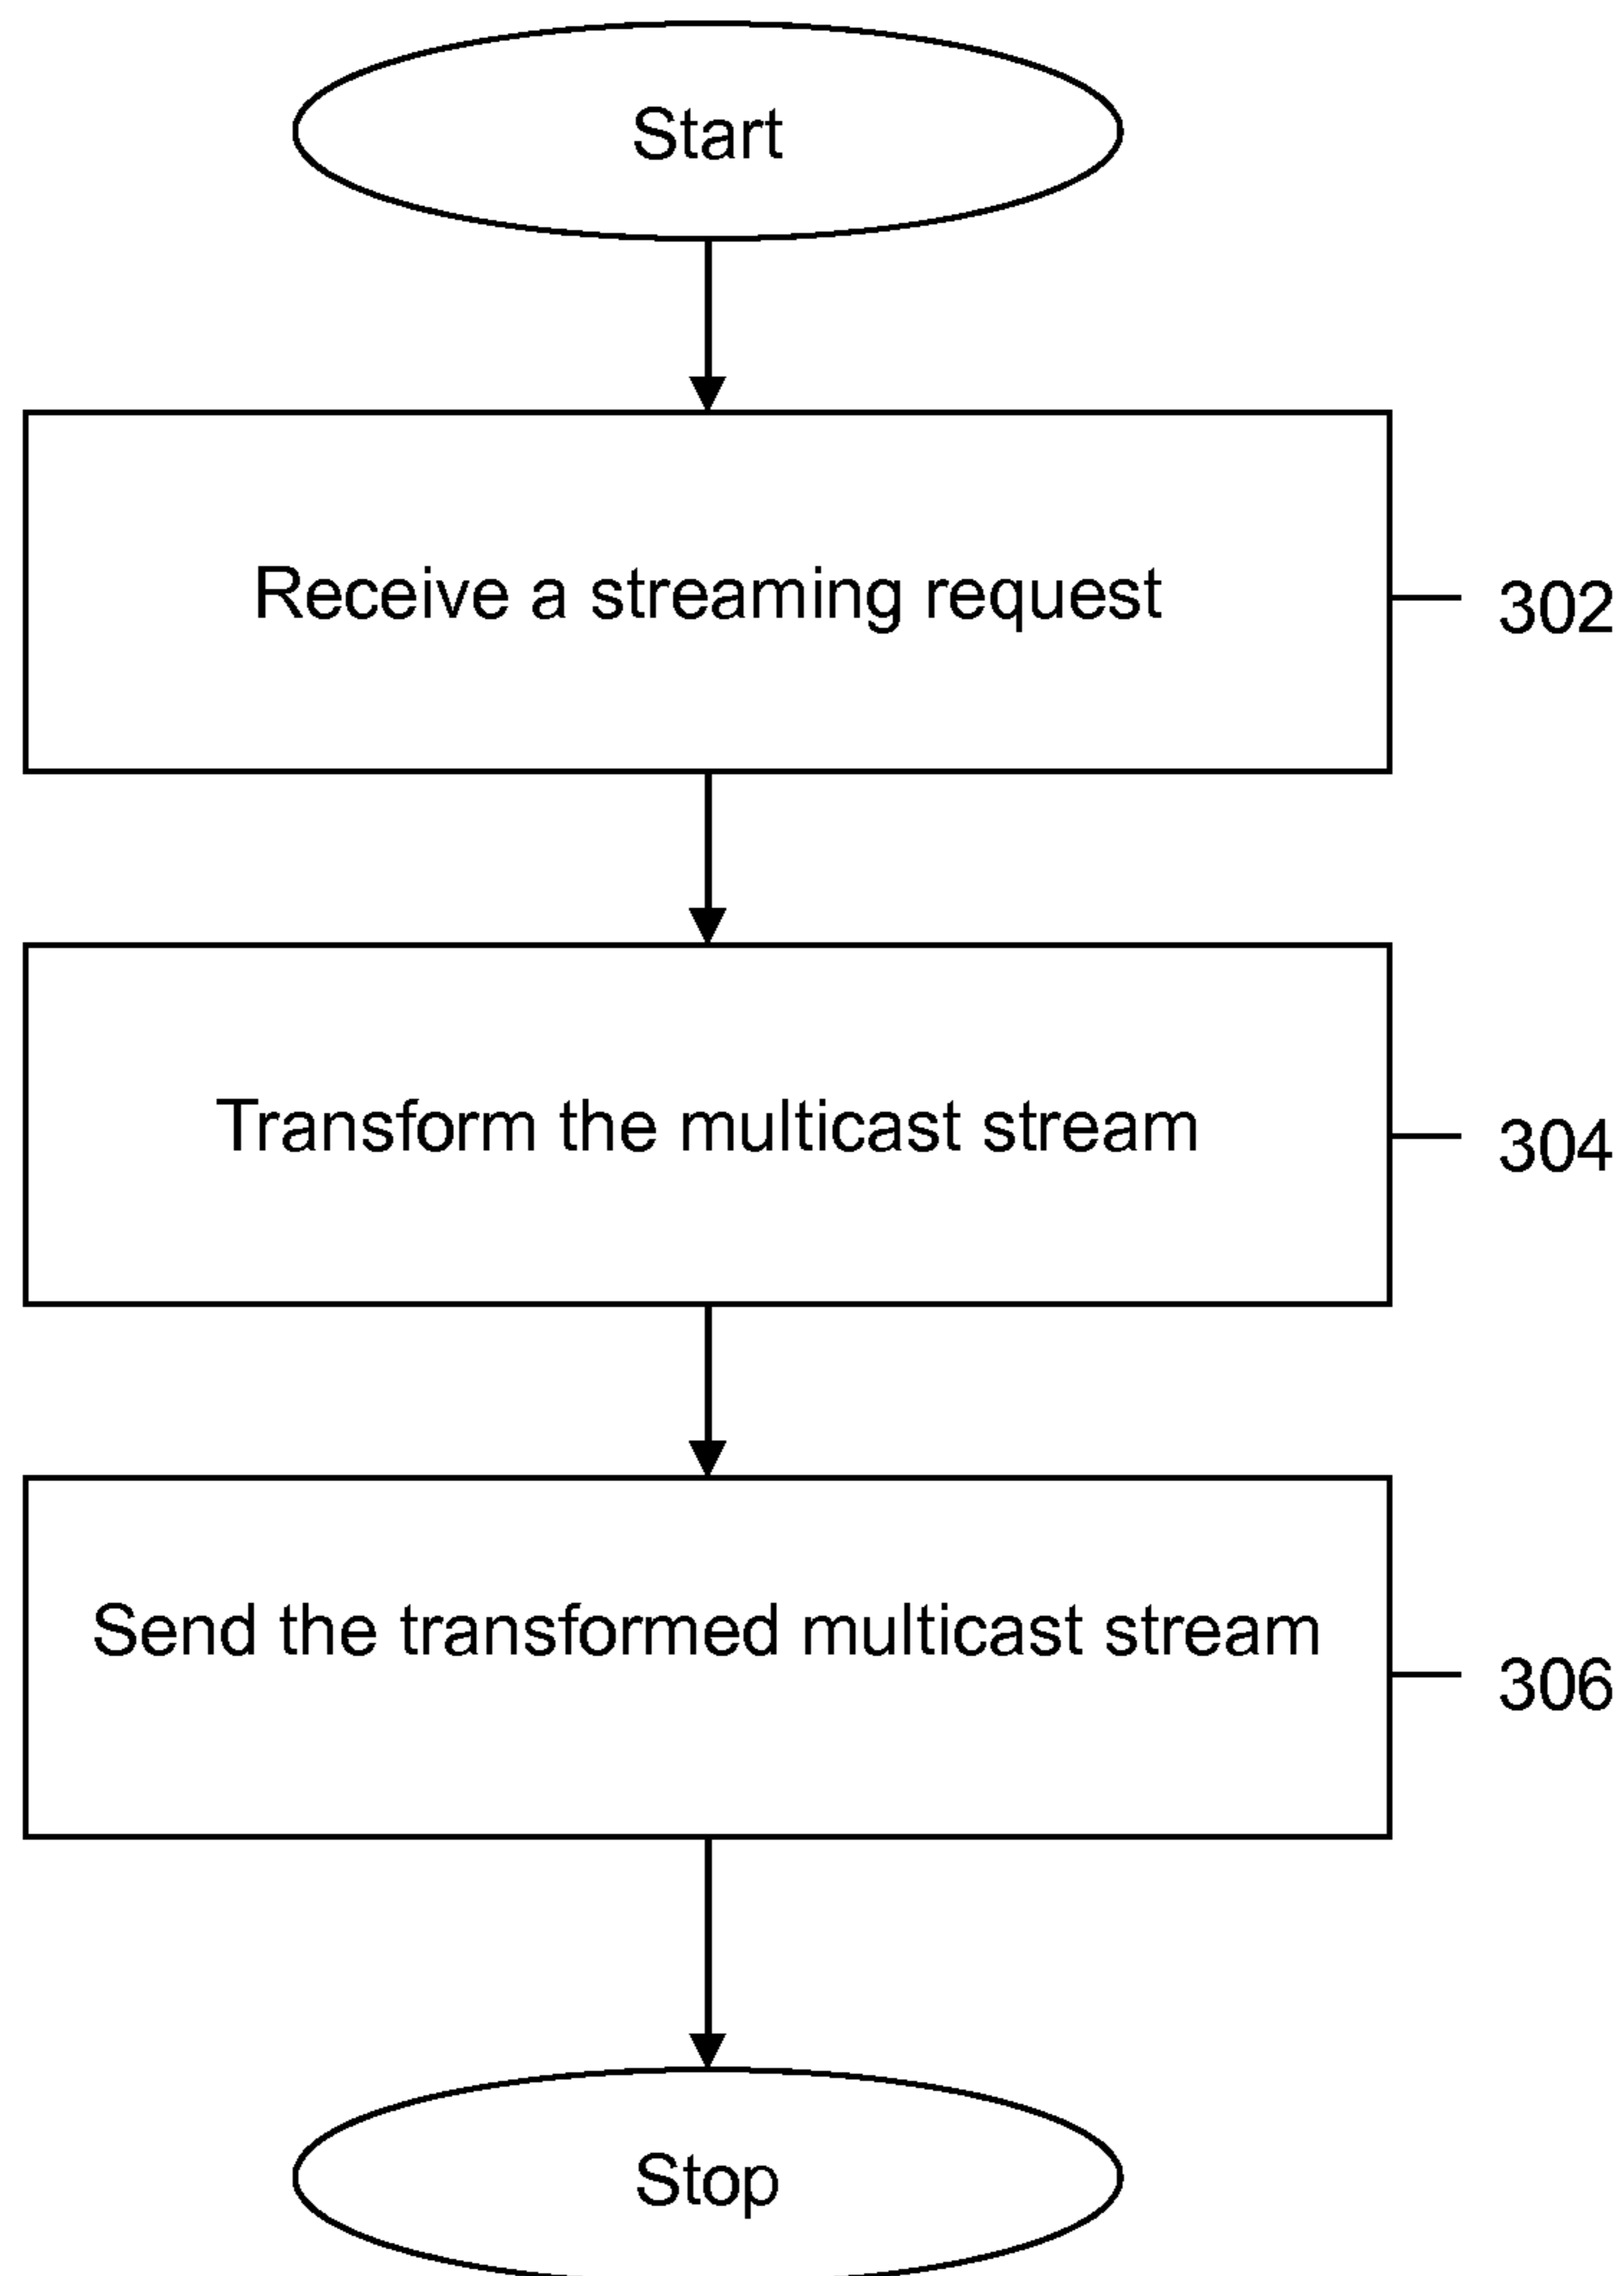 Start
Receive a streaming request
302
Transform the multicast stream
304
Send the transformed multicast stream
306
Stop